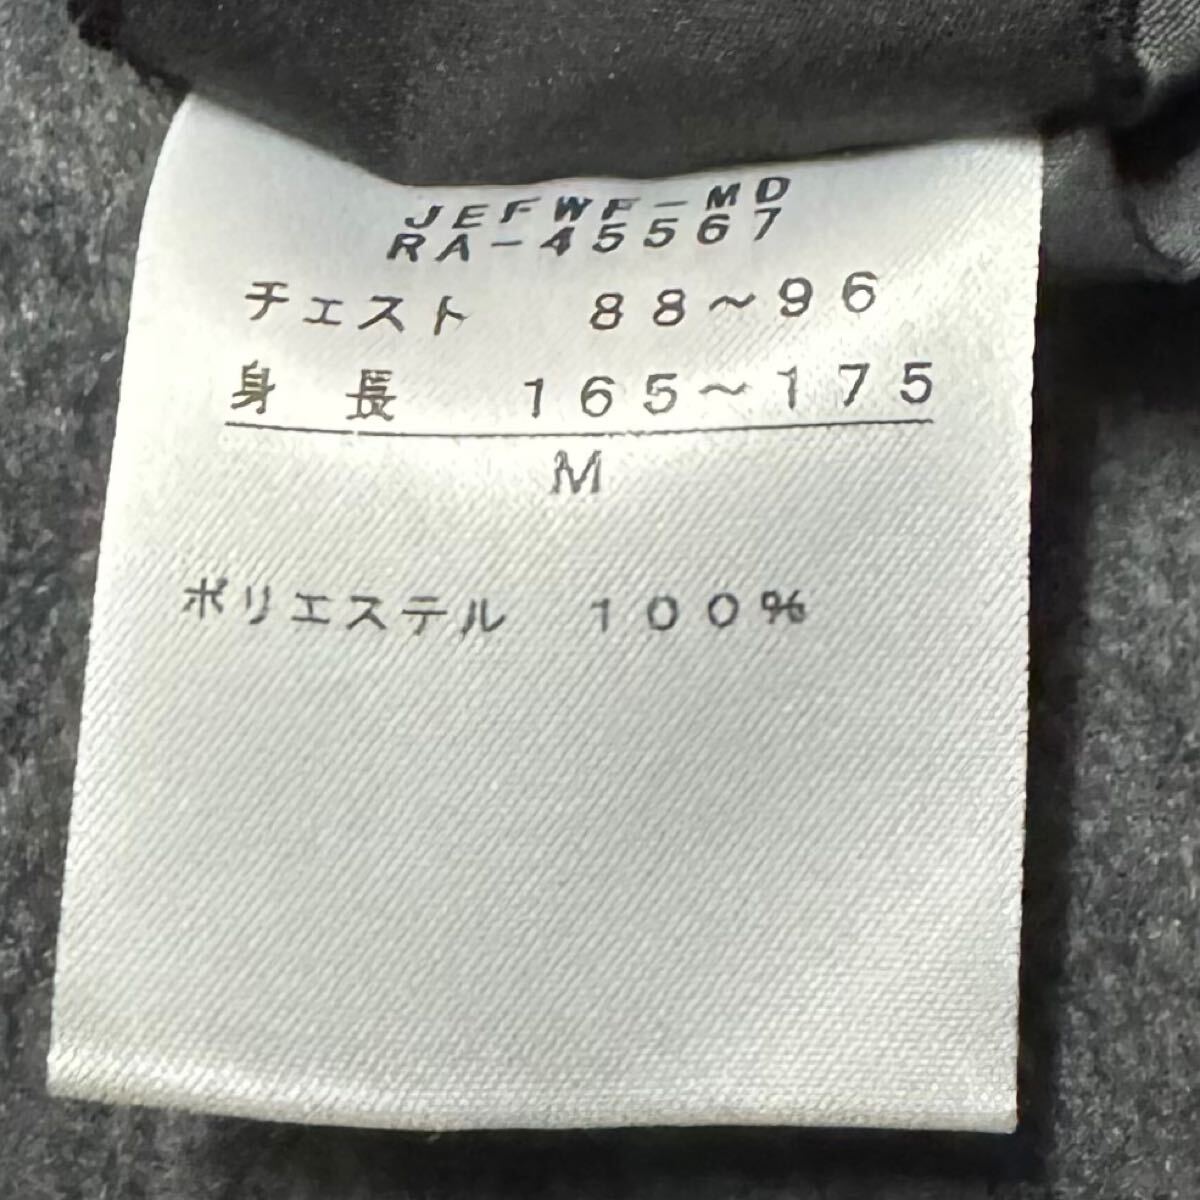 JEFWF-MD
RA-45567
チェスト 88～96
身長 165～175
M
ポリエステル 100%